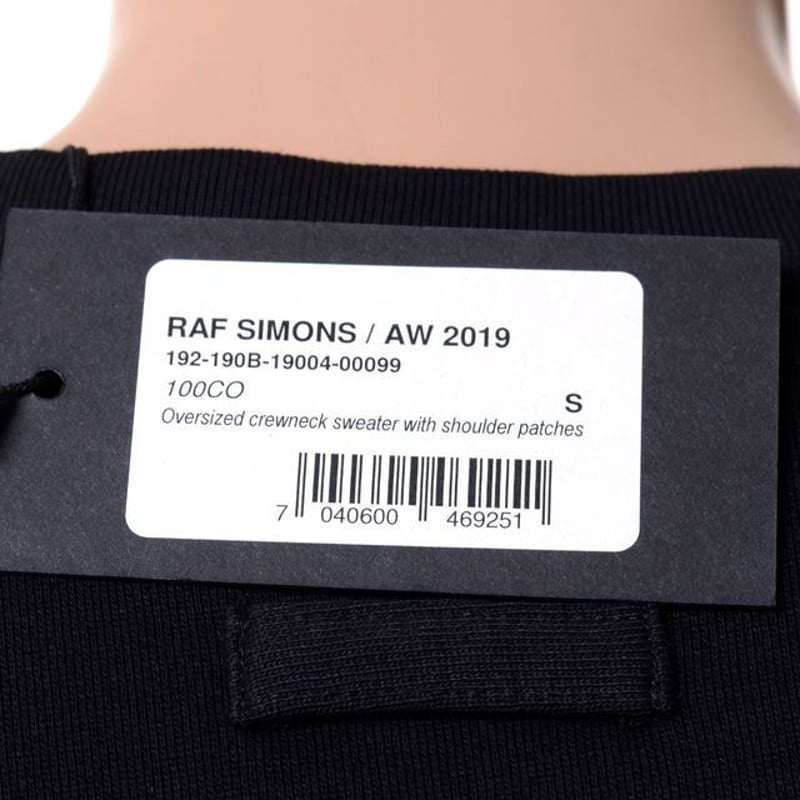 RAF SIMONS / AW 2019
192-190B-19004-00099
100CO
S
Oversized crewneck sweater with shoulder patches
7 040600 469251